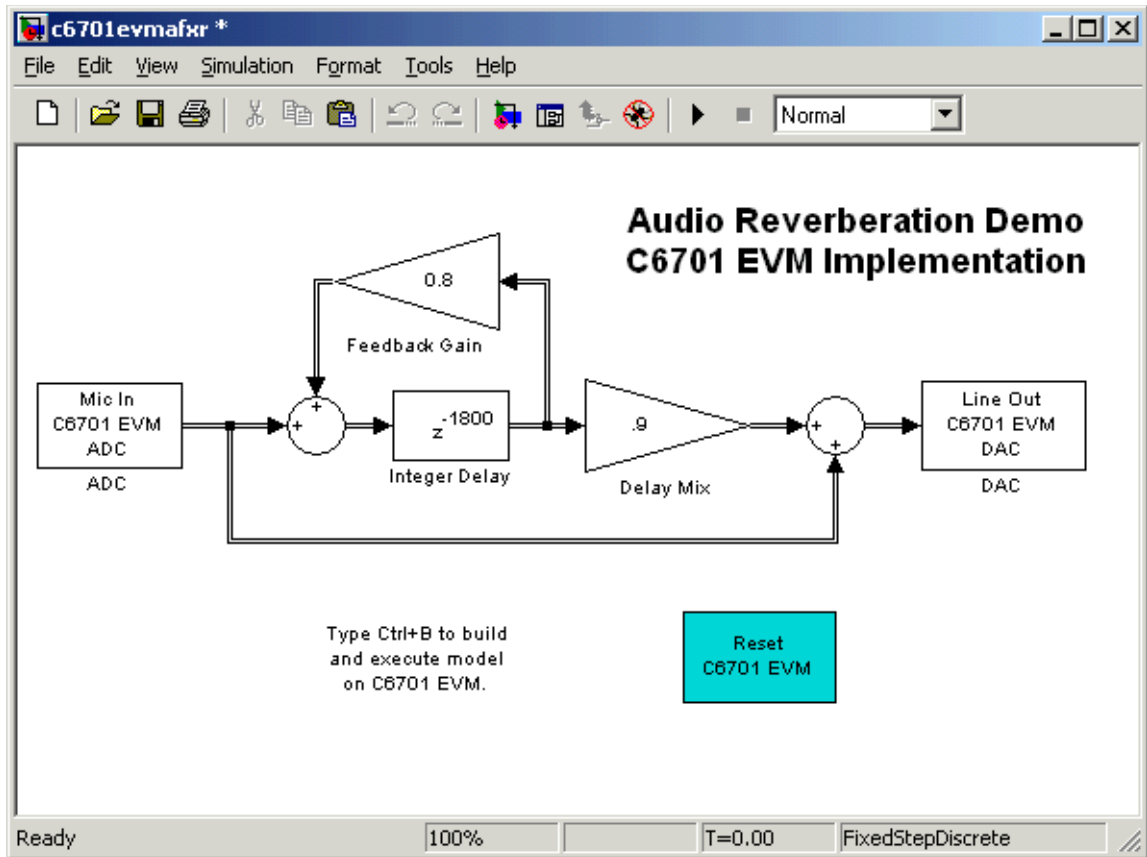 c6701evmafxr *
File Edit View Simulation Format Tools Help
Normal
Audio Reverberation Demo
C6701 EVM Implementation
0.8
Feedback Gain
Mic In
C6701 EVM
ADC
ADC
+
+
z-1800
Integer Delay
.9
Delay Mix
+
+
Line Out
C6701 EVM
DAC
DAC
Type Ctrl+B to build
and execute model
on C6701 EVM.
Reset
C6701 EVM
Ready 100% T=0.00 FixedStepDiscrete